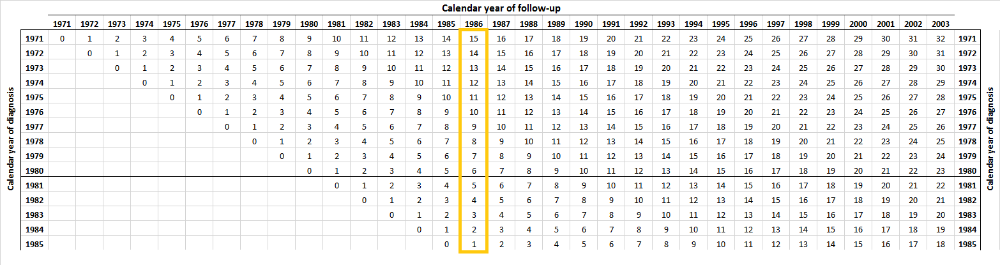 Calendar year of follow-up
1971 1972 1973 1974 1975 1976 1977 1978 1979 1980 1981 1982 1983 1984 1985 1986 1987 1988 1989 1990 1991 1992 1993 1994 1995 1996 1997 1998 1999 2000 2001 2002 2003
Calendar year of diagnosis
1971 0 1 2 3 4 5 6 7 8 9 10 11 12 13 14 15 16 17 18 19 20 21 22 23 24 25 26 27 28 29 30 31 32 1971
1972 0 1 2 3 4 5 6 7 8 9 10 11 12 13 14 15 16 17 18 19 20 21 22 23 24 25 26 27 28 29 30 31 1972
1973 0 1 2 3 4 5 6 7 8 9 10 11 12 13 14 15 16 17 18 19 20 21 22 23 24 25 26 27 28 29 30 1973
1974 0 1 2 3 4 5 6 7 8 9 10 11 12 13 14 15 16 17 18 19 20 21 22 23 24 25 26 27 28 29 1974
1975 0 1 2 3 4 5 6 7 8 9 10 11 12 13 14 15 16 17 18 19 20 21 22 23 24 25 26 27 28 1975
1976 0 1 2 3 4 5 6 7 8 9 10 11 12 13 14 15 16 17 18 19 20 21 22 23 24 25 26 27 1976
1977 0 1 2 3 4 5 6 7 8 9 10 11 12 13 14 15 16 17 18 19 20 21 22 23 24 25 26 1977
1978 0 1 2 3 4 5 6 7 8 9 10 11 12 13 14 15 16 17 18 19 20 21 22 23 24 25 1978
1979 0 1 2 3 4 5 6 7 8 9 10 11 12 13 14 15 16 17 18 19 20 21 22 23 24 1979
1980 0 1 2 3 4 5 6 7 8 9 10 11 12 13 14 15 16 17 18 19 20 21 22 23 1980
1981 0 1 2 3 4 5 6 7 8 9 10 11 12 13 14 15 16 17 18 19 20 21 22 1981
1982 0 1 2 3 4 5 6 7 8 9 10 11 12 13 14 15 16 17 18 19 20 21 1982
1983 0 1 2 3 4 5 6 7 8 9 10 11 12 13 14 15 16 17 18 19 20 1983
1984 0 1 2 3 4 5 6 7 8 9 10 11 12 13 14 15 16 17 18 19 1984
1985 0 1 2 3 4 5 6 7 8 9 10 11 12 13 14 15 16 17 18 1985
Calendar year of diagnosis